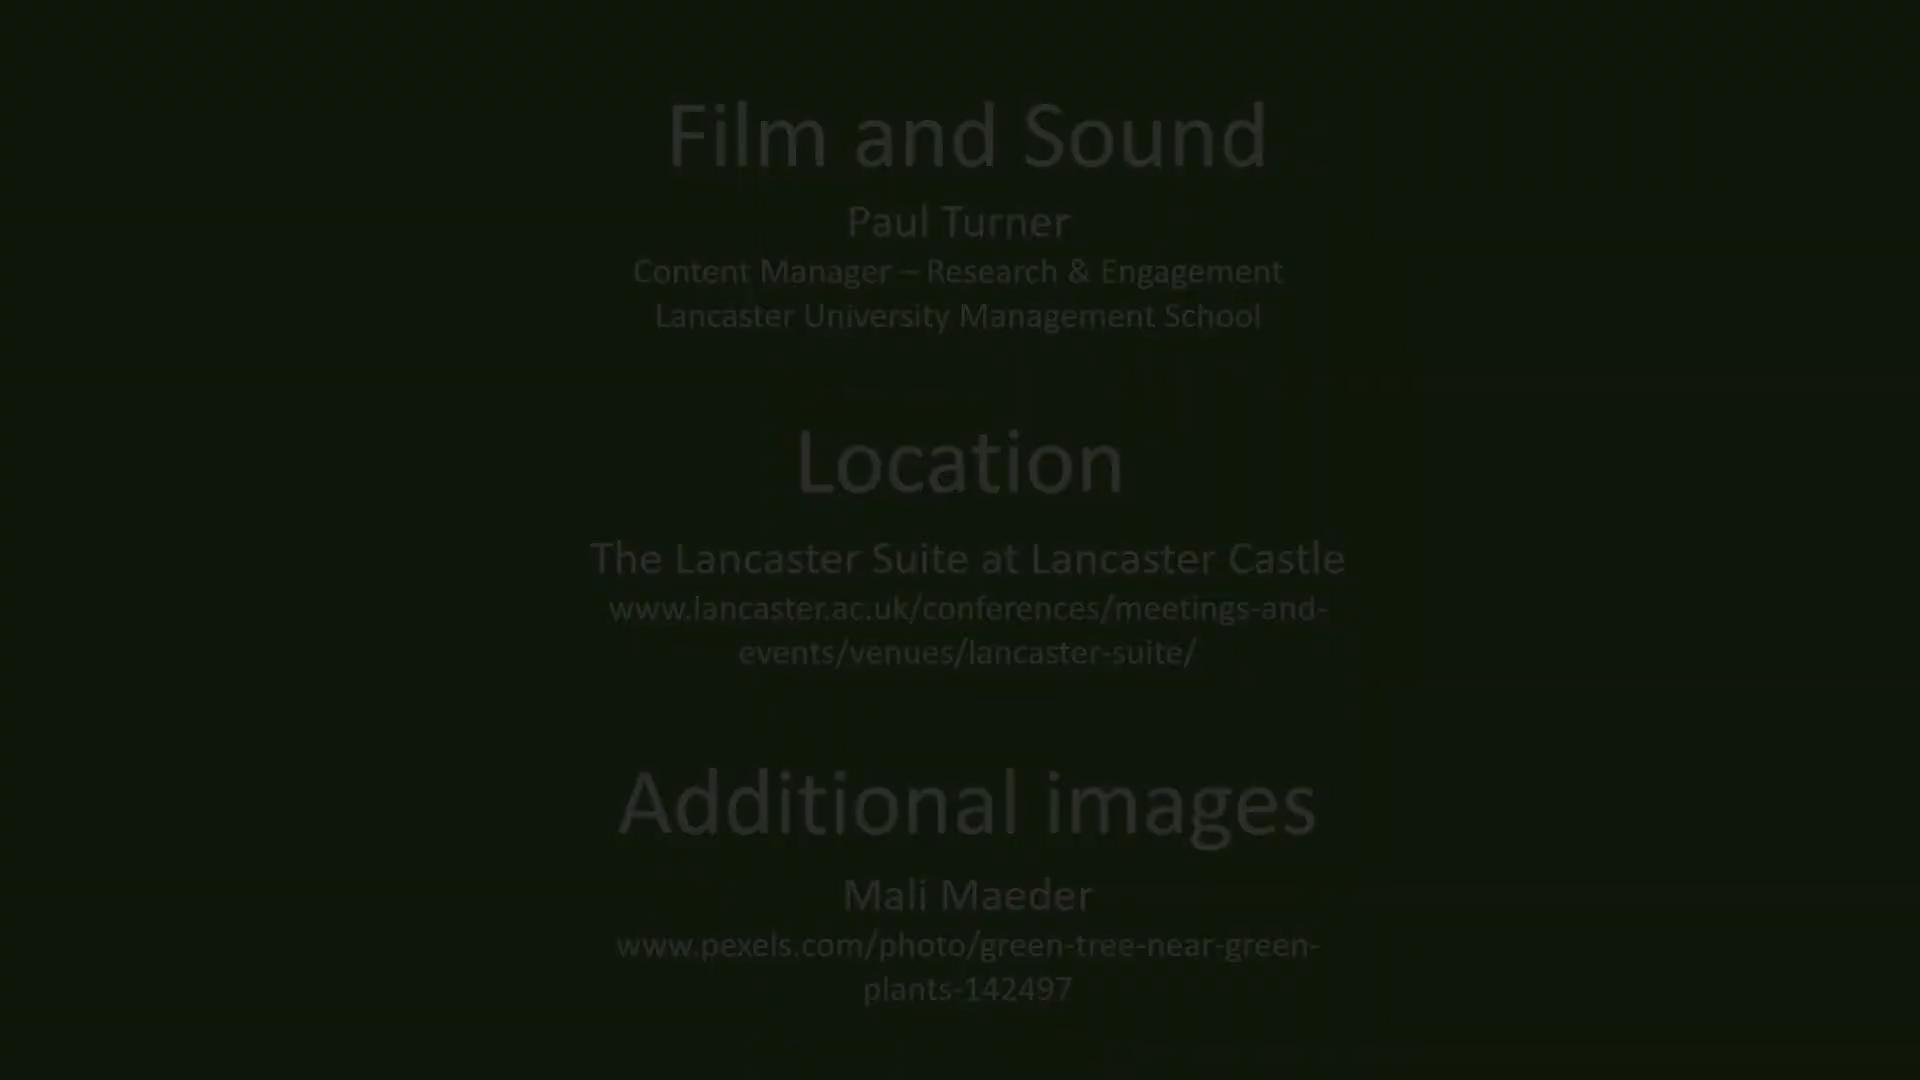 Film and Sound
Paul Turner
Content Manager – Research & Engagement
Lancaster University Management School
Location
The Lancaster Suite at Lancaster Castle
www.lancaster.ac.uk/conferences/meetings-and-
events/venues/lancaster-suite/
Additional images
Mali Maeder
www.pexels.com/photo/green-tree-near-green-
plants-142497